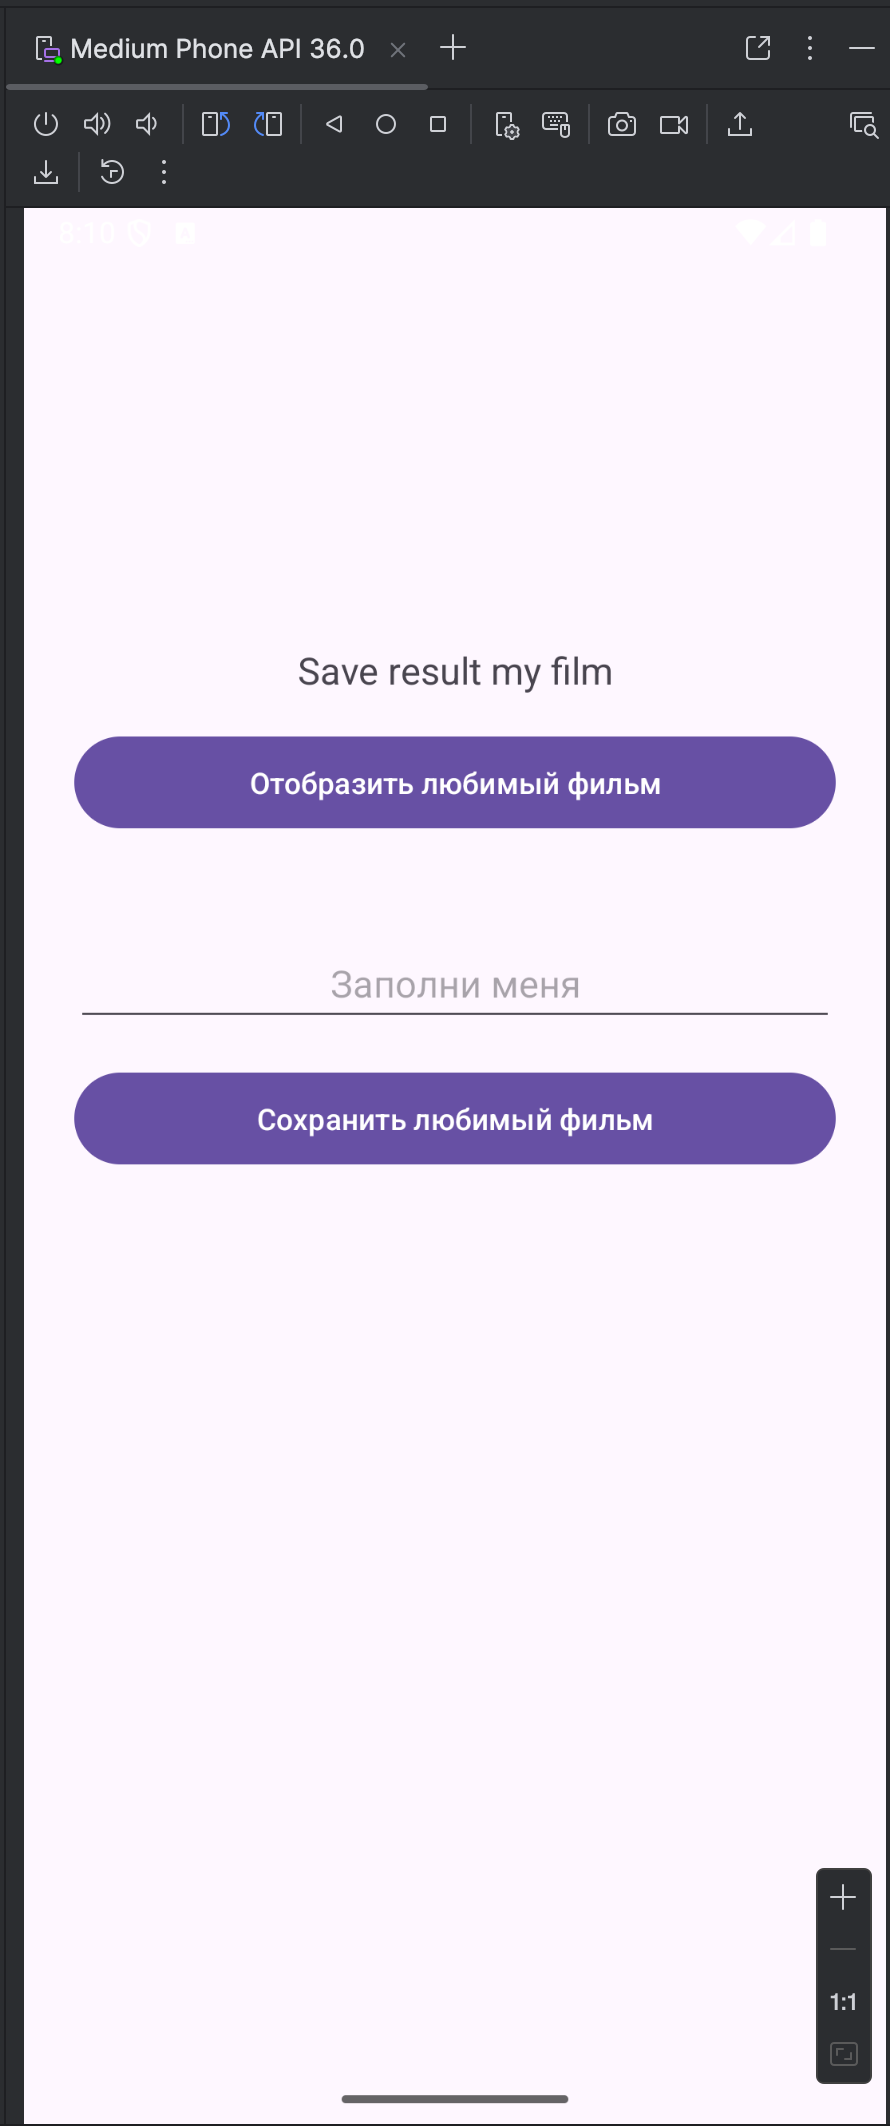 Medium Phone API 36.0
8:10
Save result my film
Отобразить любимый фильм
Заполни меня
Сохранить любимый фильм
1:1